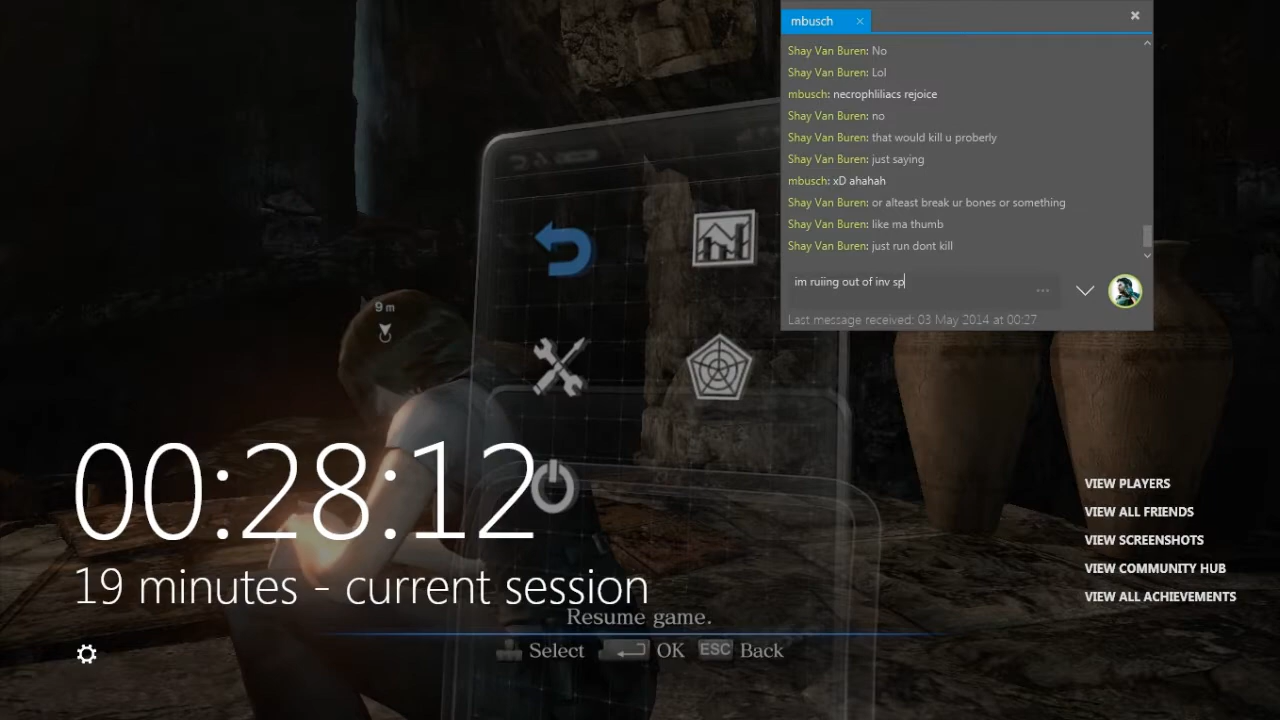 mbusch
Shay Van Buren: No
Shay Van Buren: Lol
mbusch: necrophliliacs rejoice
Shay Van Buren: no
Shay Van Buren: that would kill u proberly
Shay Van Buren: just saying
mbusch: xD ahahah
Shay Van Buren: or alteast break ur bones or something
Shay Van Buren: like ma thumb
Shay Van Buren: just run dont kill
im ruiing out of inv sp
Last message received: 03 May 2014 at 00:27
9 m
00:28:12
19 minutes - current session
VIEW PLAYERS
VIEW ALL FRIENDS
VIEW SCREENSHOTS
VIEW COMMUNITY HUB
VIEW ALL ACHIEVEMENTS
Resume game.
Select OK ESC Back